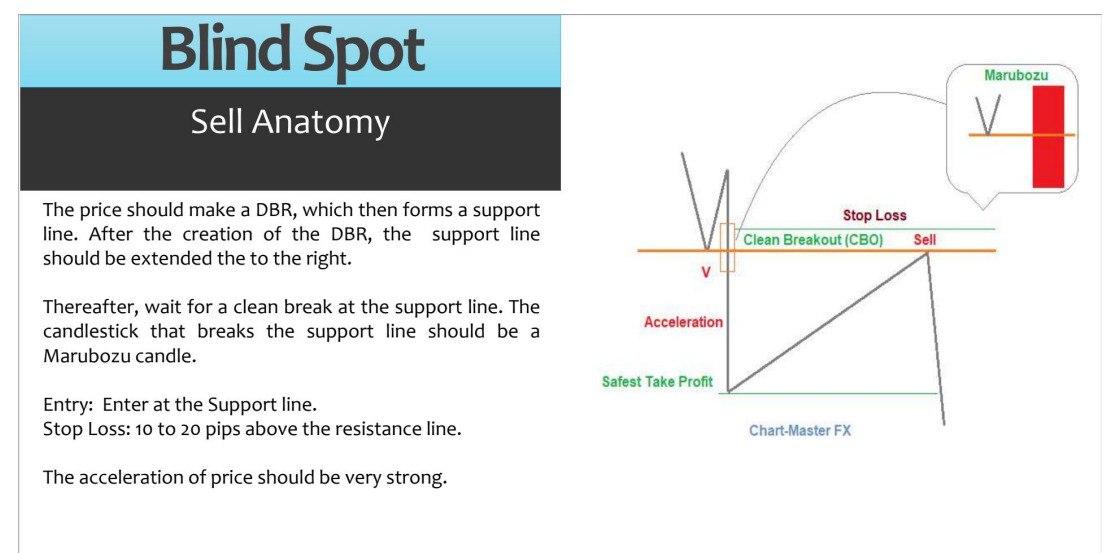 Blind Spot
Sell Anatomy
The price should make a DBR, which then forms a support
line. After the creation of the DBR, the support line
should be extended the to the right.
Thereafter, wait for a clean break at the support line. The
candlestick that breaks the support line should be a
Marubozu candle.
Entry: Enter at the Support line.
Stop Loss: 10 to 20 pips above the resistance line.
The acceleration of price should be very strong.
Marubozu
Stop Loss
Clean Breakout (CBO)
Sell
V
Acceleration
Safest Take Profit
Chart-Master FX